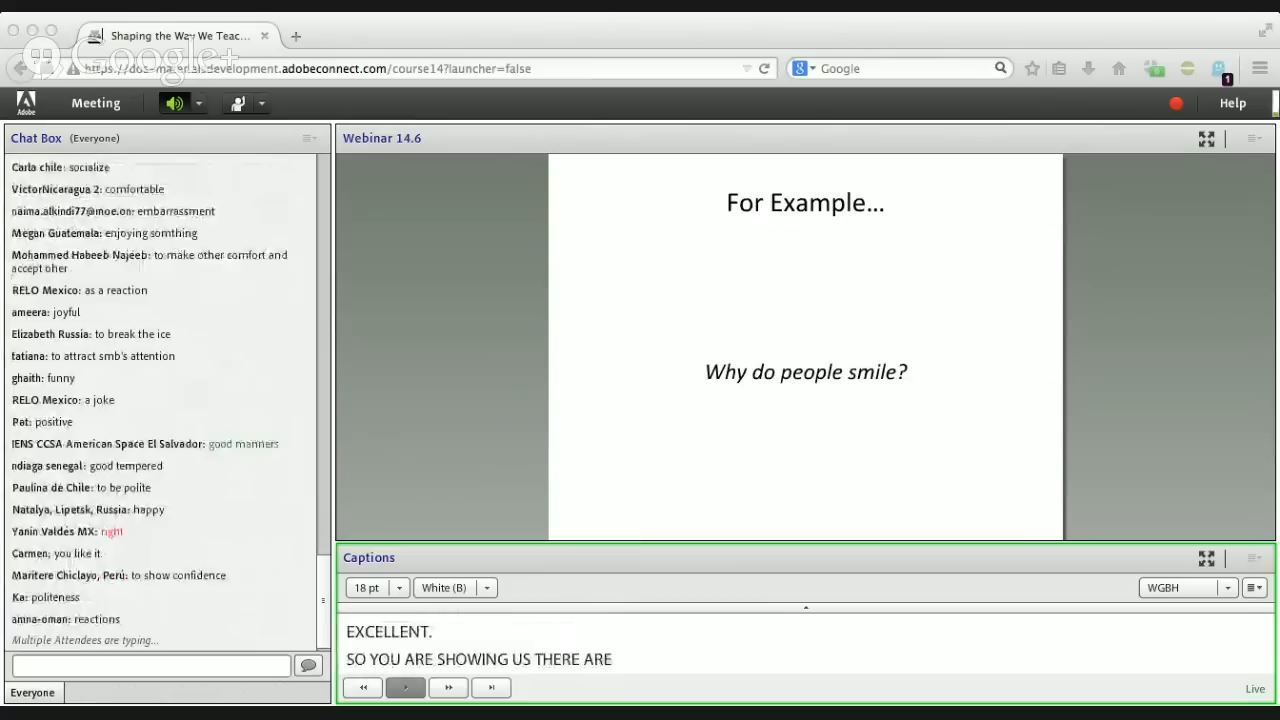 Shaping the Way We Teac...
Google+
adobeconnect.com/course14?launcher=false
Google
1
Adobe
Meeting
Help
Chat Box (Everyone)
Carla chile: socialize
VictorNicaragua 2: comfortable
naima.alkindi77@moe.on: embarrassment
Megan Guatemala: enjoying somthing
Mohammed Habeeb Najeeb: to make other comfort and
accept oher
RELO Mexico: as a reaction
ameera: joyful
Elizabeth Russia: to break the ice
tatiana: to attract smb's attention
ghaith: funny
RELO Mexico: a joke
Pat: positive
IENS CCSA American Space El Salvador: good manners
ndiaga senegal: good tempered
Paulina de Chile: to be polite
Natalya, Lipetsk, Russia: happy
Yanin Valdés MX: right
Carmen: you like it
Maritere Chiclayo, Perú: to show confidence
Ka: politeness
amna-oman: reactions
Multiple Attendees are typing...
Everyone
Webinar 14.6
For Example...
Why do people smile?
Captions
18 pt
White (B)
WGBH
EXCELLENT.
SO YOU ARE SHOWING US THERE ARE
Live